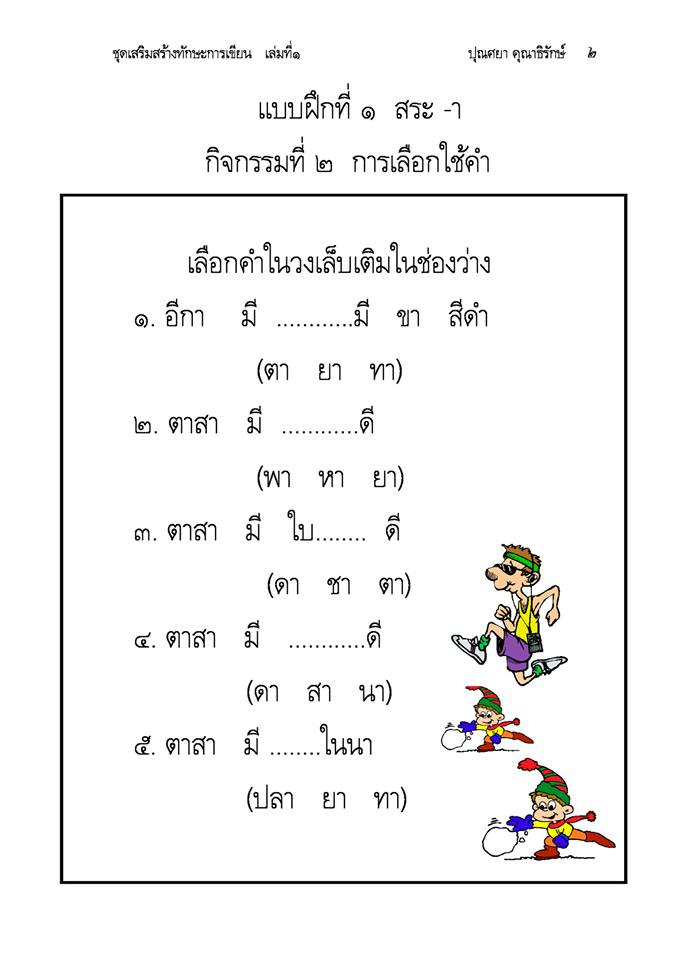 ชุดเสริมสร้างทักษะการเขียน เล่มที่๑ ปุณศยา คุณาธิรักษ์ ๒
แบบฝึกที่ ๑ สระ -า
กิจกรรมที่ ๒ การเลือกใช้คำ
เลือกคำในวงเล็บเติมในช่องว่าง
๑. อีกา มี ............มี ขา สีดำ
(ตา ยา ทา)
๒. ตาสา มี ............ดี
(พา หา ยา)
๓. ตาสา มี ใบ........ ดี
(ดา ชา ตา)
๔. ตาสา มี ............ดี
(ดา สา นา)
๕. ตาสา มี ........ในนา
(ปลา ยา ทา)